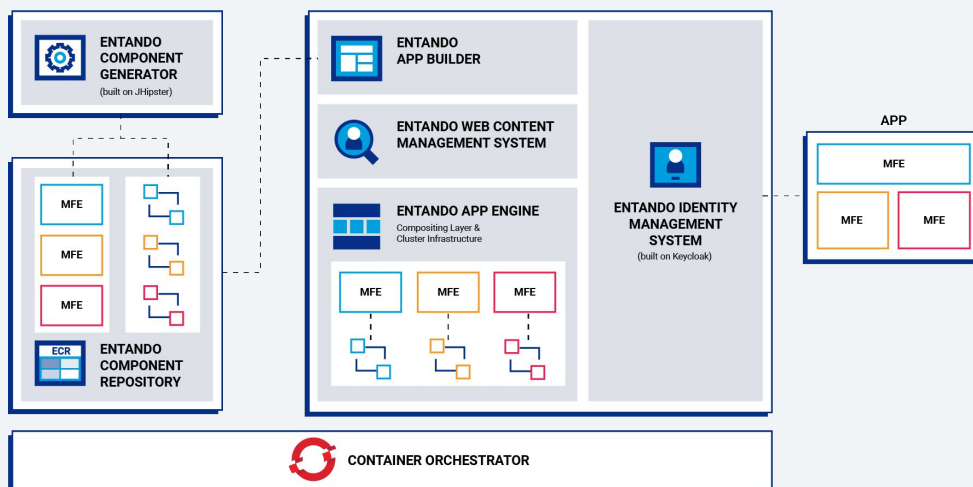 ENTANDO
COMPONENT
GENERATOR
(built on JHipster)
MFE
MFE
MFE
ECR
ENTANDO
COMPONENT
REPOSITORY
ENTANDO
APP BUILDER
ENTANDO WEB CONTENT
MANAGEMENT SYSTEM
ENTANDO APP ENGINE
Compositing Layer &
Cluster Infrastructure
MFE MFE MFE
ENTANDO IDENTITY
MANAGEMENT
SYSTEM
(built on Keycloak)
APP
MFE
MFE MFE
CONTAINER ORCHESTRATOR